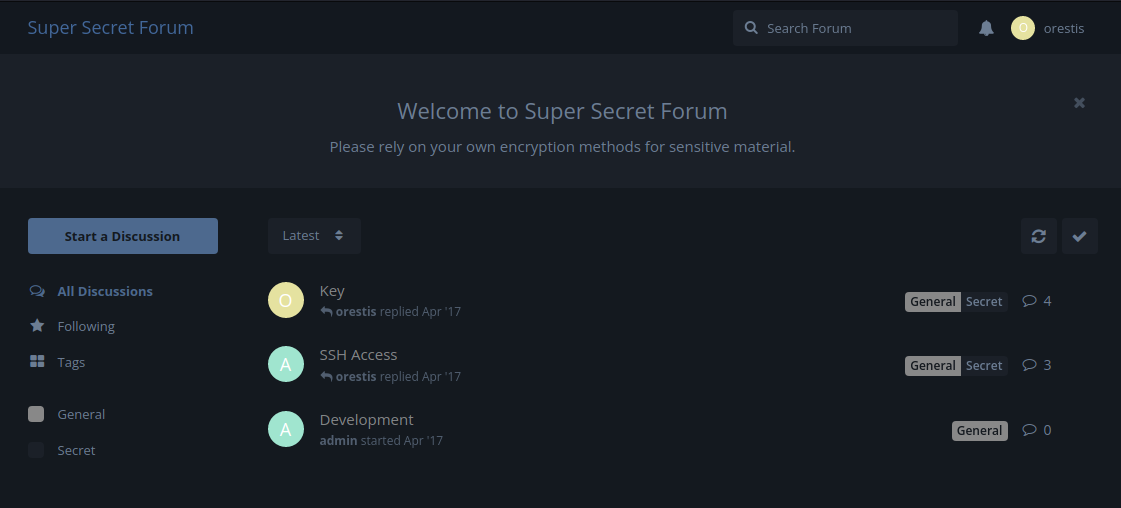 Super Secret Forum
Search Forum
O
orestis
Welcome to Super Secret Forum
Please rely on your own encryption methods for sensitive material.
Start a Discussion
Latest
All Discussions
Following
Tags
General
Secret
O
Key
orestis replied Apr '17
General Secret
4
A
SSH Access
orestis replied Apr '17
General Secret
3
A
Development
admin started Apr '17
General
0